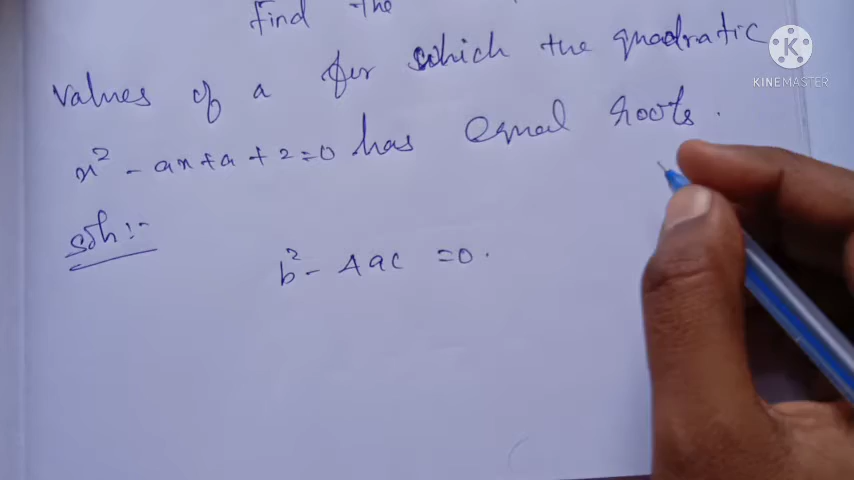 Find the
values of a for which the quadratic
x² - ax + a + 2 = 0 has equal roots.
Soln:-
b² - 4ac = 0.
K
KINEMASTER